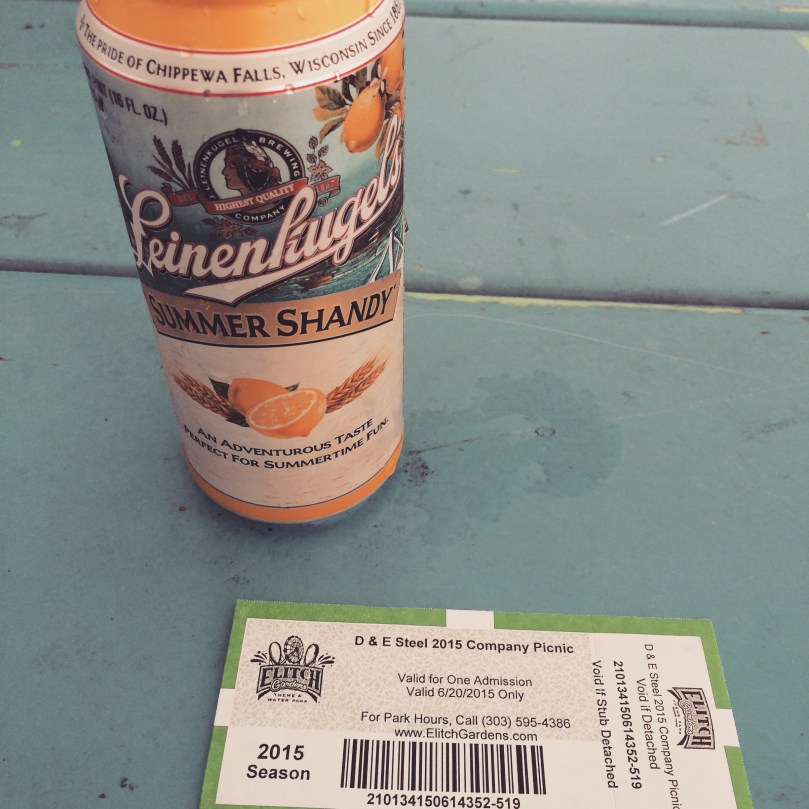 THE PRIDE OF CHIPPEWA FALLS, WISCONSIN SINCE
(16 FL. OZ.)
LEINENKUGEL BREWING
HIGHEST QUALITY
1867
COMPANY
Leinenkugel's
SUMMER SHANDY
AN ADVENTUROUS TASTE
PERFECT FOR SUMMERTIME FUN.
D & E Steel 2015 Company Picnic
ELITCH
Gardens
THEME &
WATER PARK
Valid for One Admission
Valid 6/20/2015 Only
For Park Hours, Call (303) 595-4386
www.ElitchGardens.com
2015
Season
210134150614352-519
D & E Steel 2015 Company Picnic
Void If Detached
210134150614352-519
Void If Stub Detached
ELITCH
Gardens